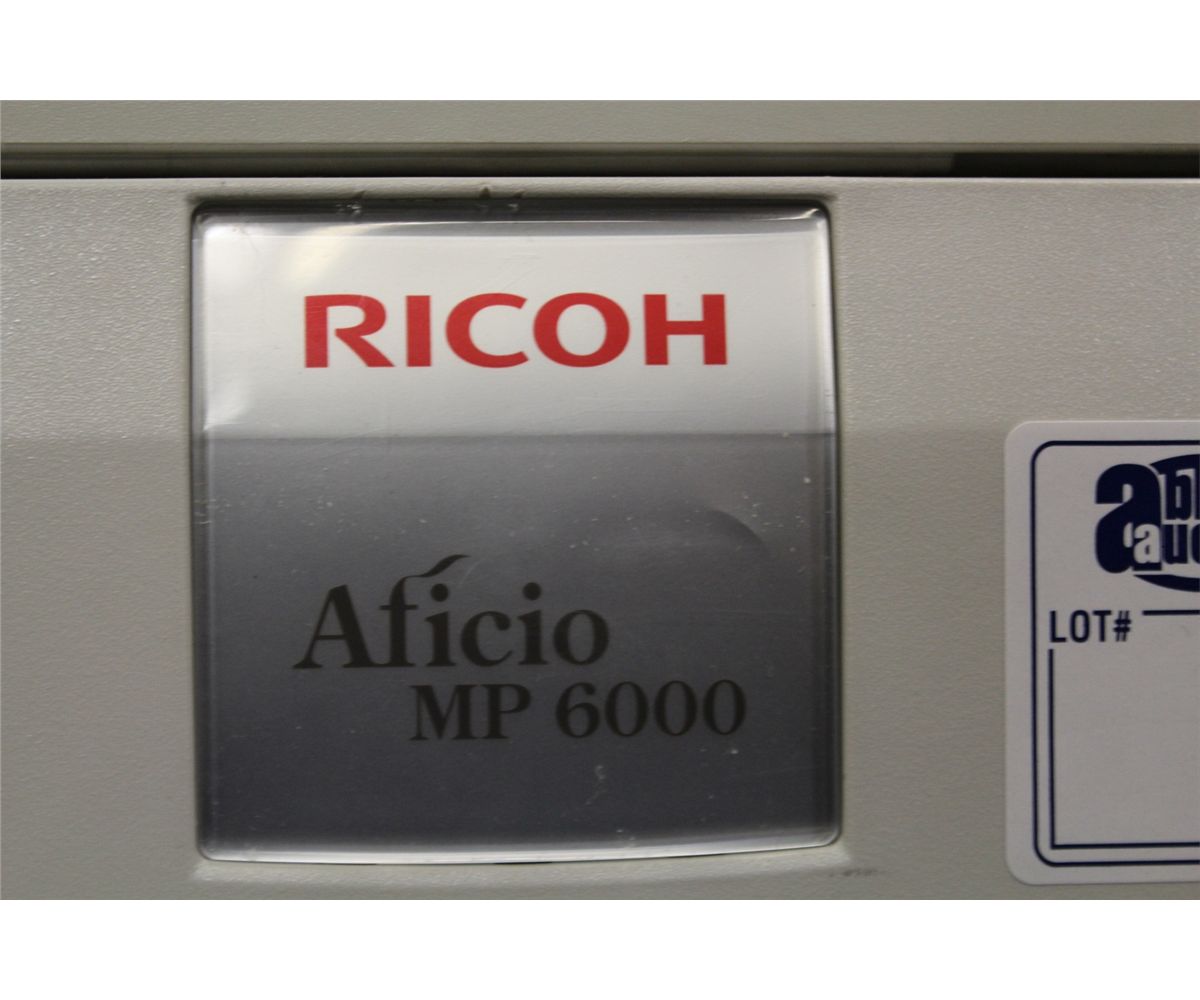 RICOH
Aficio
MP 6000
LOT#